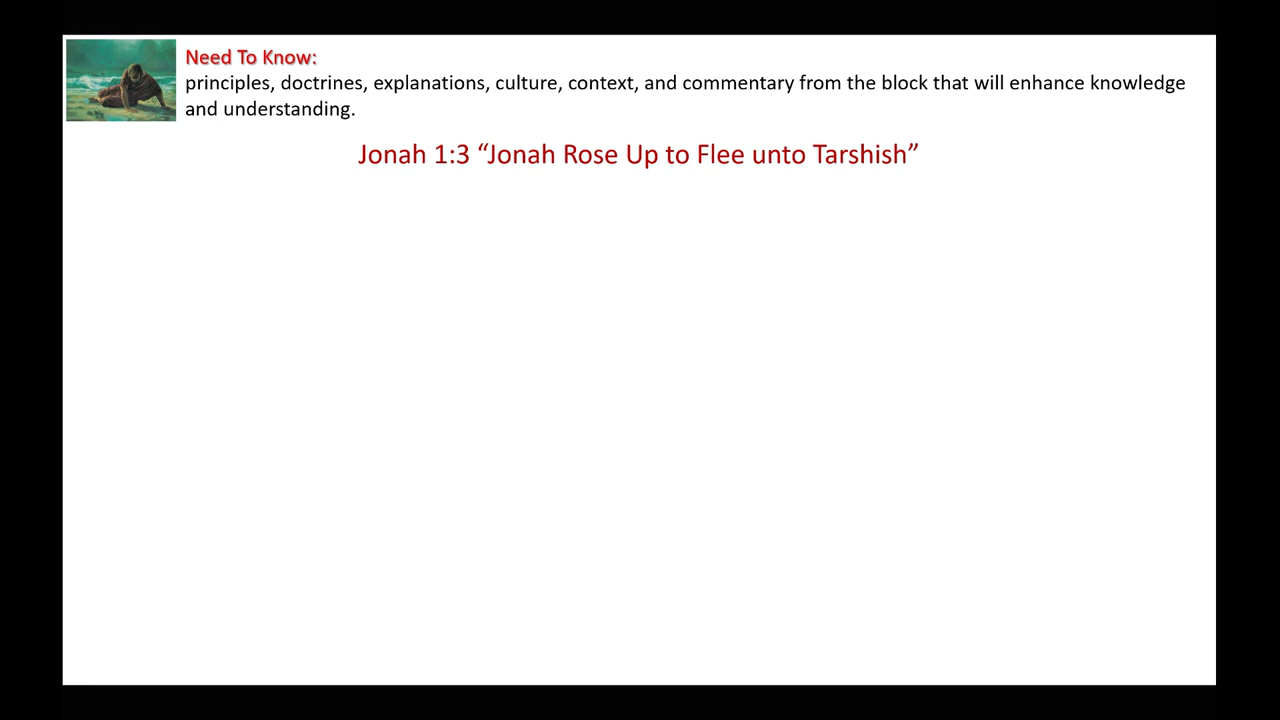 Need To Know:
principles, doctrines, explanations, culture, context, and commentary from the block that will enhance knowledge
and understanding.
Jonah 1:3 “Jonah Rose Up to Flee unto Tarshish”